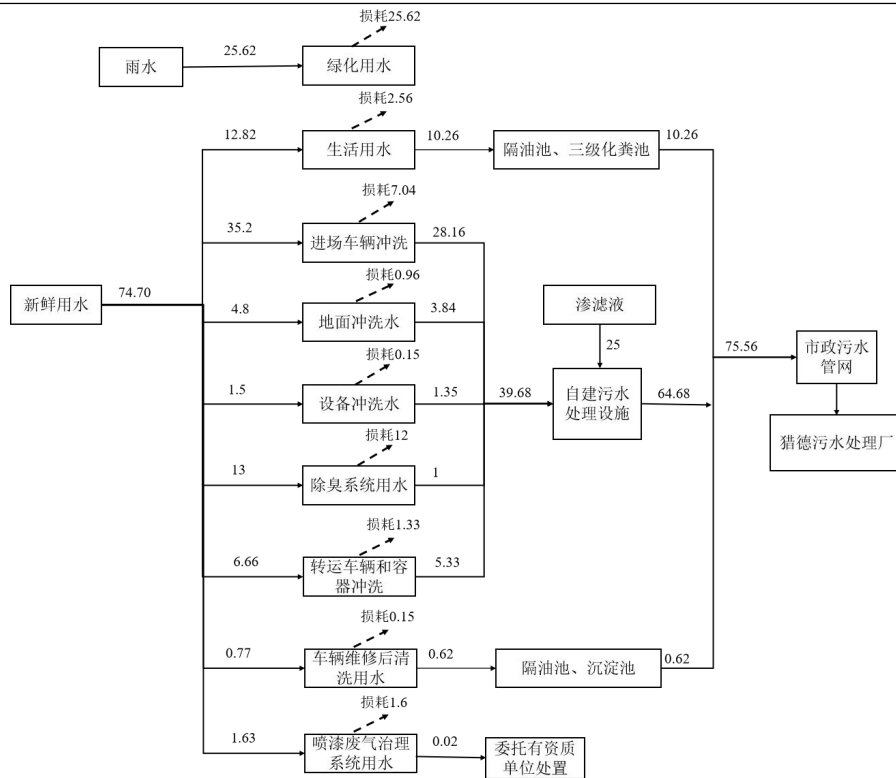 损耗25.62
雨水
25.62
绿化用水
损耗2.56
12.82
生活用水
10.26
隔油池、三级化粪池
10.26
损耗7.04
35.2
进场车辆冲洗
28.16
新鲜用水
74.70
损耗0.96
4.8
地面冲洗水
3.84
渗滤液
25
损耗0.15
1.5
设备冲洗水
1.35
39.68
自建污水
处理设施
64.68
75.56
市政污水
管网
猎德污水处理厂
损耗12
13
除臭系统用水
1
损耗1.33
6.66
转运车辆和容
器冲洗
5.33
损耗0.15
0.77
车辆维修后清
洗用水
0.62
隔油池、沉淀池
0.62
损耗1.6
1.63
喷漆废气治理
系统用水
0.02
委托有资质
单位处置